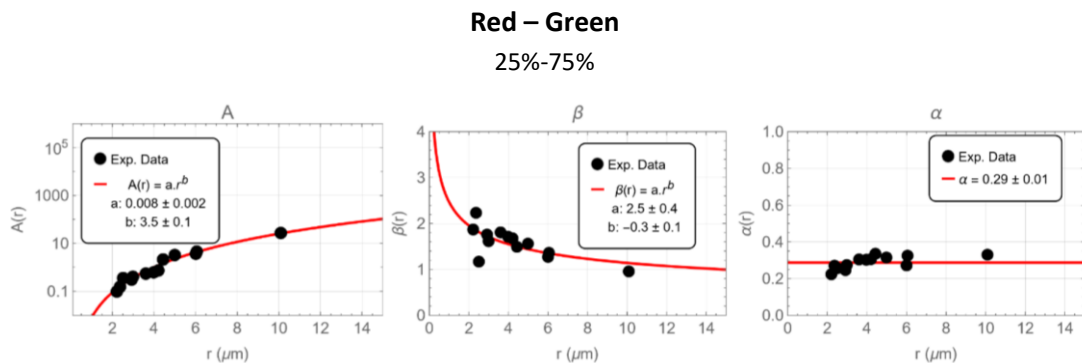 Red – Green
25%-75%
A
10⁵
1000
10
0.1
A(r)
2 4 6 8 10 12 14
r (μm)
Exp. Data
A(r) = a.r^b
a: 0.008 ± 0.002
b: 3.5 ± 0.1
β
4
3
2
1
0
β(r)
0 2 4 6 8 10 12 14
r (μm)
Exp. Data
β(r) = a.r^b
a: 2.5 ± 0.4
b: −0.3 ± 0.1
α
1.0
0.8
0.6
0.4
0.2
0.0
α(r)
0 2 4 6 8 10 12 14
r (μm)
Exp. Data
α = 0.29 ± 0.01